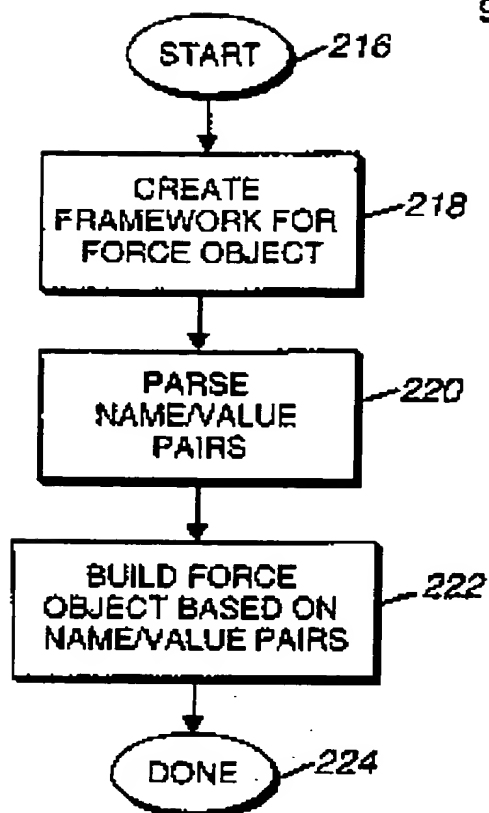 9
START
216
CREATE
FRAMEWORK FOR
FORCE OBJECT
218
PARSE
NAME/VALUE
PAIRS
220
BUILD FORCE
OBJECT BASED ON
NAME/VALUE PAIRS
222
DONE
224